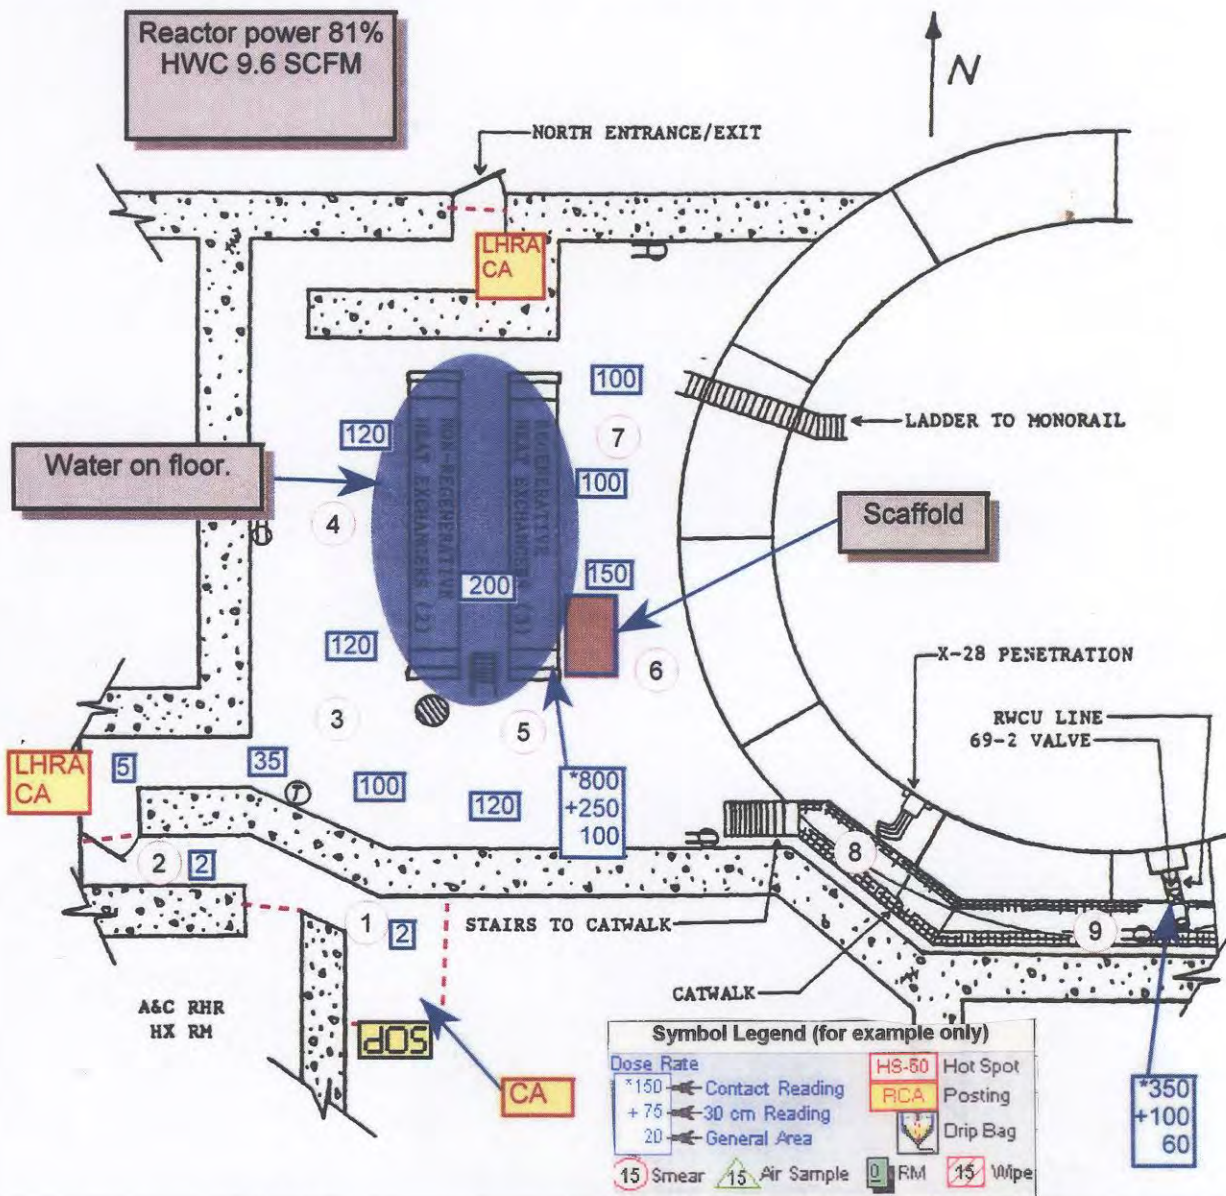 Reactor power 81%
HWC 9.6 SCFM
N
NORTH ENTRANCE/EXIT
LHRA
CA
100
LADDER TO MONORAIL
120
7
Water on floor.
NON-REGENERATIVE
HEAT EXCHANGERS (2)
REGENERATIVE
HEAT EXCHANGERS (3)
100
Scaffold
4
200
150
120
6
X-28 PENETRATION
3
5
RWCU LINE
69-2 VALVE
LHRA
CA
5
35
T
100
120
*800
+250
100
2
2
8
1
2
STAIRS TO CATWALK
9
A&C RHR
HX RM
CATWALK
SOP
CA
*350
+100
60
Symbol Legend (for example only)
Dose Rate
*150 Contact Reading
+ 75 30 cm Reading
20 General Area
HS-50 Hot Spot
RCA Posting
Drip Bag
15 Smear
15 Air Sample
0 RM
15 Wipe